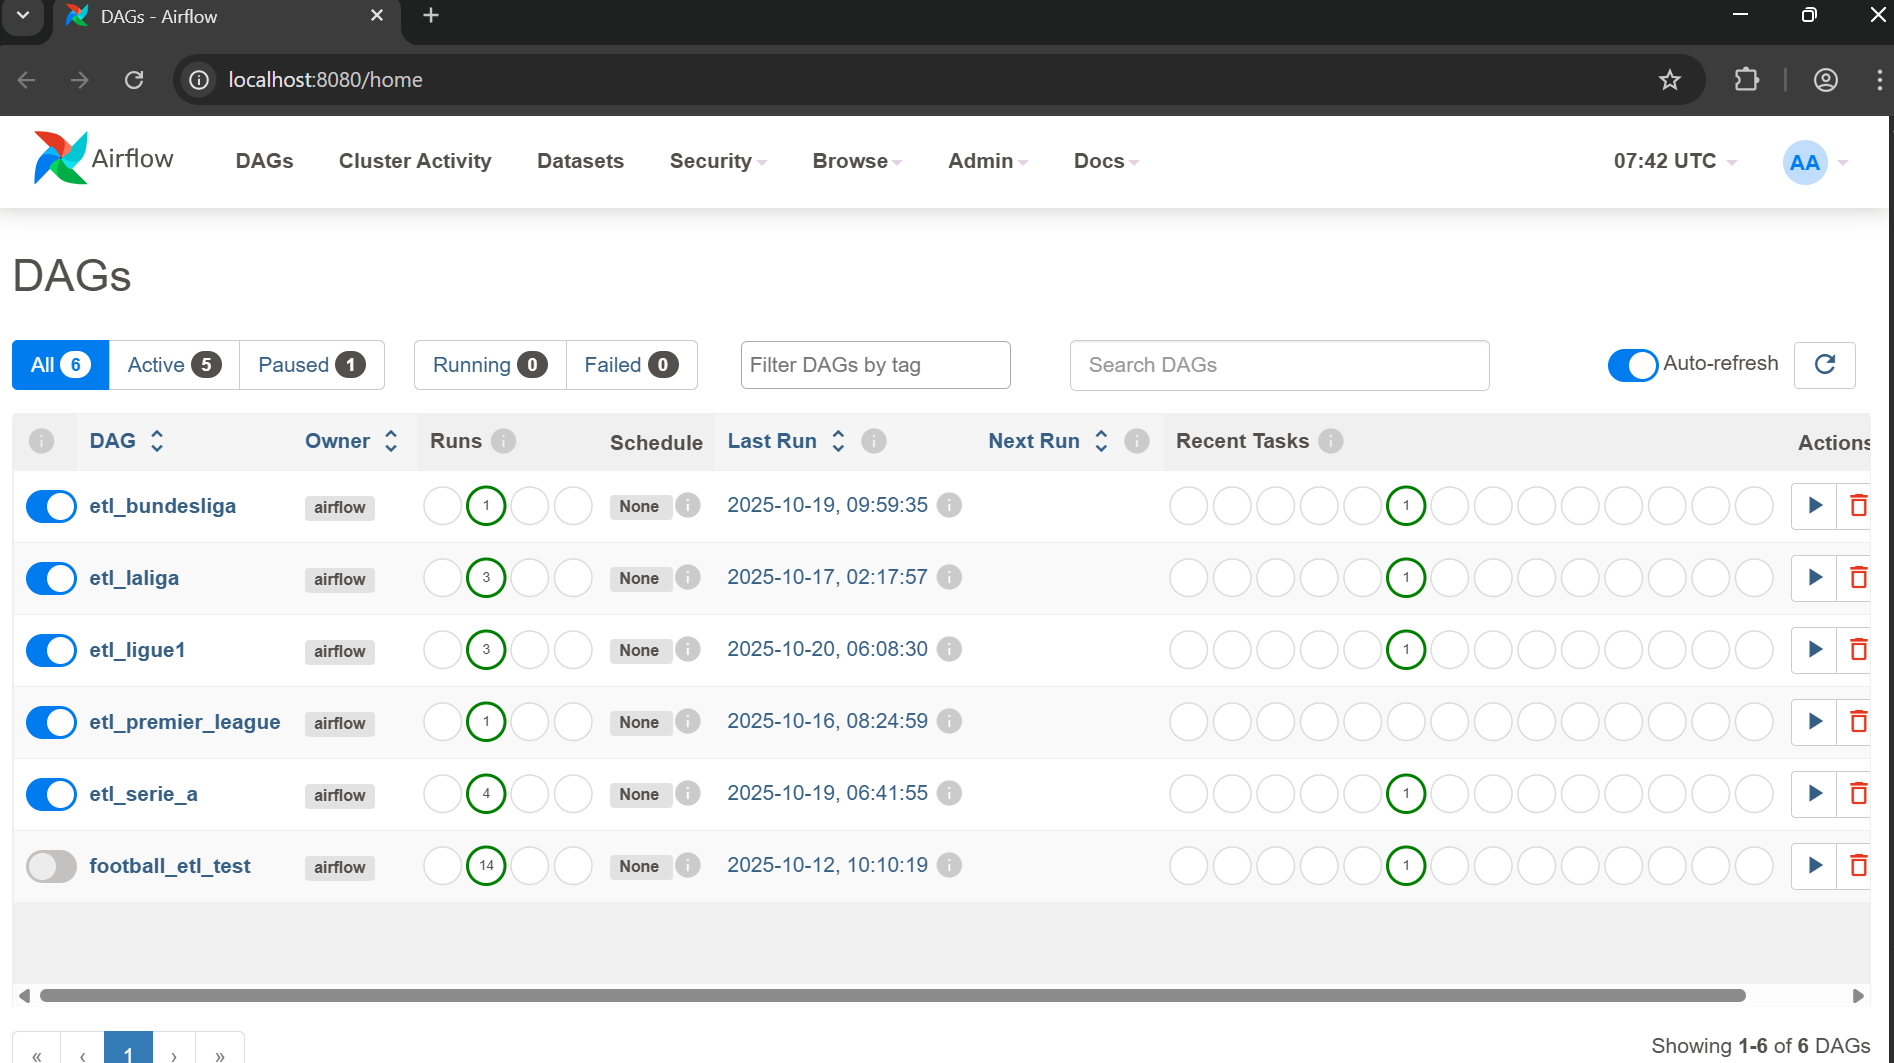 DAGs - Airflow
localhost:8080/home
Airflow DAGs Cluster Activity Datasets Security Browse Admin Docs 07:42 UTC AA
DAGs
All 6 Active 5 Paused 1 Running 0 Failed 0 Filter DAGs by tag Search DAGs Auto-refresh
DAG Owner Runs Schedule Last Run Next Run Recent Tasks Actions
etl_bundesliga airflow 1 None 2025-10-19, 09:59:35 1
etl_laliga airflow 3 None 2025-10-17, 02:17:57 1
etl_ligue1 airflow 3 None 2025-10-20, 06:08:30 1
etl_premier_league airflow 1 None 2025-10-16, 08:24:59
etl_serie_a airflow 4 None 2025-10-19, 06:41:55 1
football_etl_test airflow 14 None 2025-10-12, 10:10:19 1
« ‹ 1 › »
Showing 1-6 of 6 DAGs